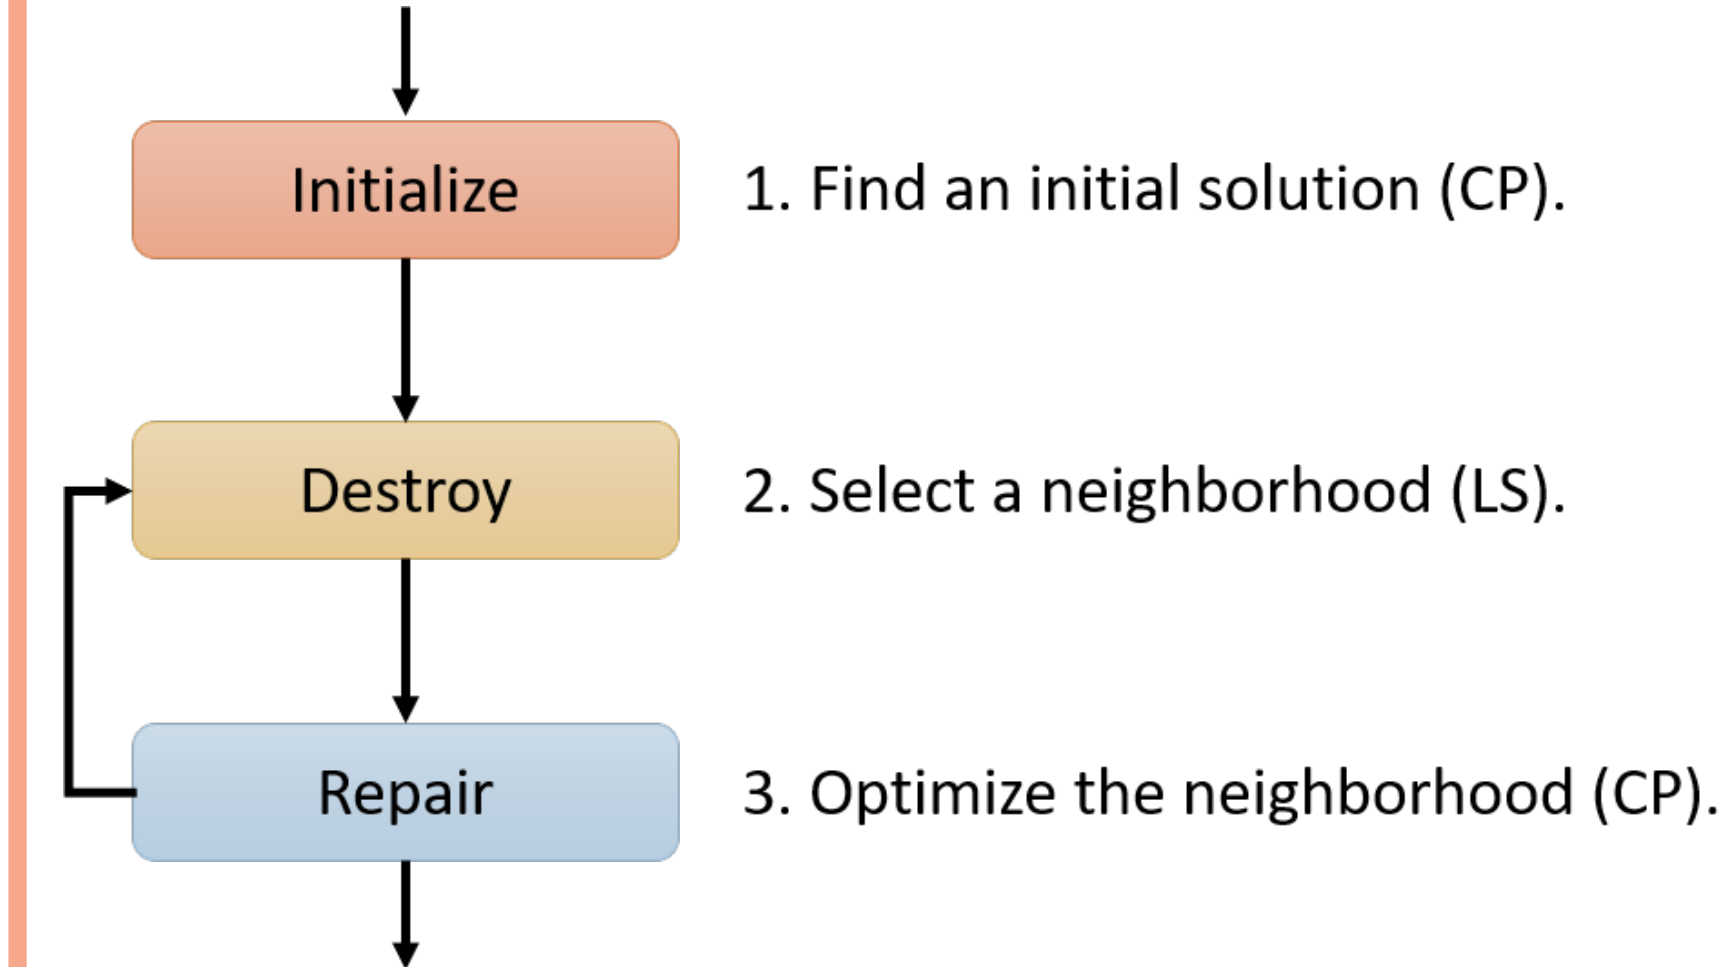 Initialize
1. Find an initial solution (CP).
Destroy
2. Select a neighborhood (LS).
Repair
3. Optimize the neighborhood (CP).